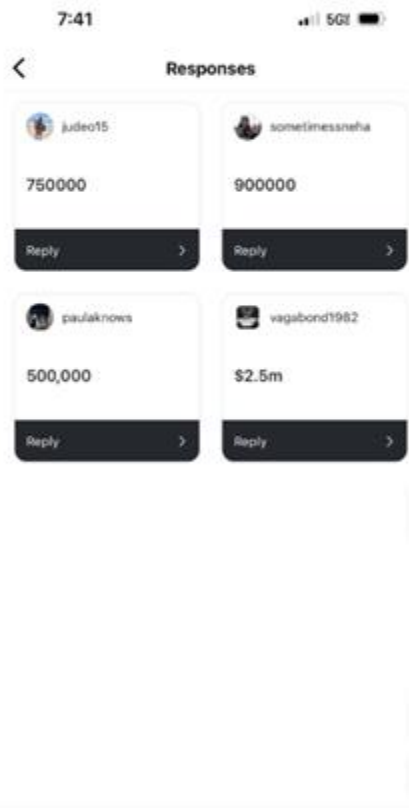 7:41
5G
Responses
judeo15
sometimessneha
750000
900000
Reply
Reply
paulaknows
vagabond1982
500,000
$2.5m
Reply
Reply